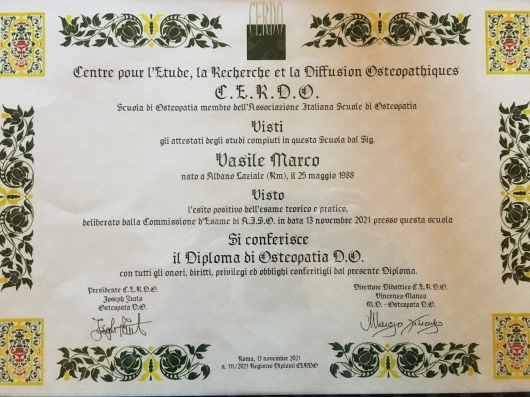 CERDO
Centre pour l'Etude, la Recherche et la Diffusion Osteopathiques
C.E.R.D.O.
Scuola di Osteopatia membro dell'Associazione Italiana Scuole di Osteopatia
Visti
gli attestati degli studi compiuti in questa Scuola dal Sig.
Vasile Marco
nato a Albano Laziale (Rm), il 25 maggio 1988
Visto
l'esito positivo dell'esame teorico e pratico,
deliberato dalla Commissione d'Esame di A.I.S.O. in data 13 novembre 2021 presso questa scuola
Si conferisce
il Diploma di Osteopatia D.O.
con tutti gli onori, diritti, privilegi ed obblighi conferitigli dal presente Diploma.
Presidente C.E.R.D.O.
Joseph Zurlo
Osteopata D.O.
Direttore Didattico C.E.R.D.O.
Vincenzo Manzo
M.D. - Osteopata D.O.
Roma, 13 novembre 2021
n. 111/2021 Registro Diplomi CERDO